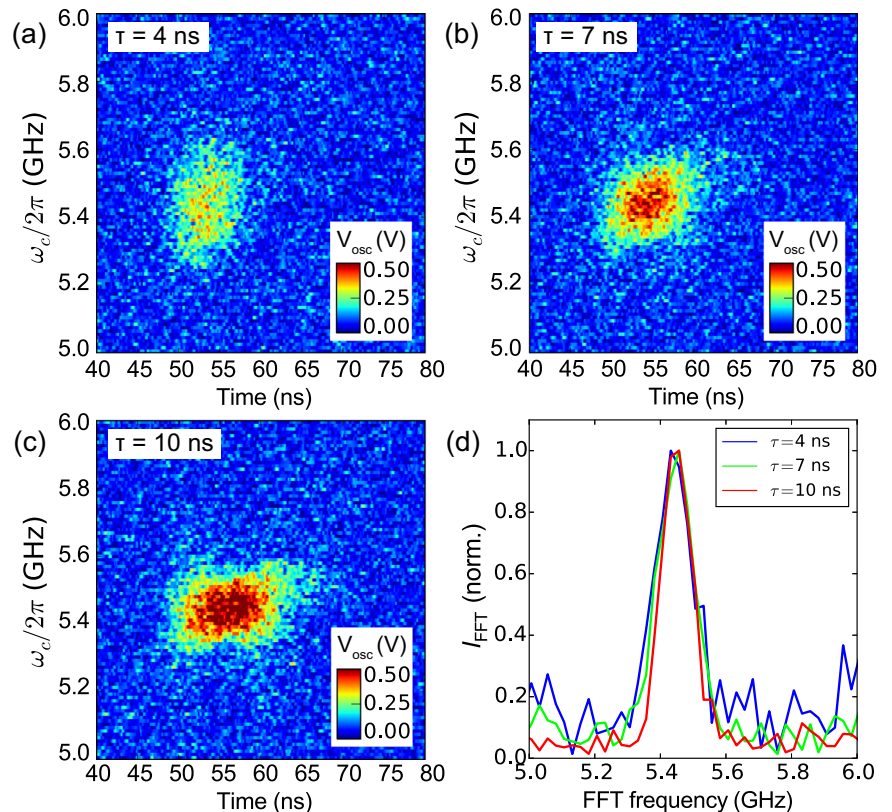 (a)
τ = 4 ns
6.0
5.8
5.6
5.4
5.2
5.0
ω_c/2π (GHz)
V_osc (V)
0.50
0.25
0.00
40 45 50 55 60 65 70 75 80
Time (ns)
(b)
τ = 7 ns
6.0
5.8
5.6
5.4
5.2
5.0
ω_c/2π (GHz)
V_osc (V)
0.50
0.25
0.00
40 45 50 55 60 65 70 75 80
Time (ns)
(c)
τ = 10 ns
6.0
5.8
5.6
5.4
5.2
5.0
ω_c/2π (GHz)
V_osc (V)
0.50
0.25
0.00
40 45 50 55 60 65 70 75 80
Time (ns)
(d)
τ=4 ns
τ=7 ns
τ=10 ns
1.0
0.8
0.6
0.4
0.2
0.0
I_FFT (norm.)
5.0 5.2 5.4 5.6 5.8 6.0
FFT frequency (GHz)